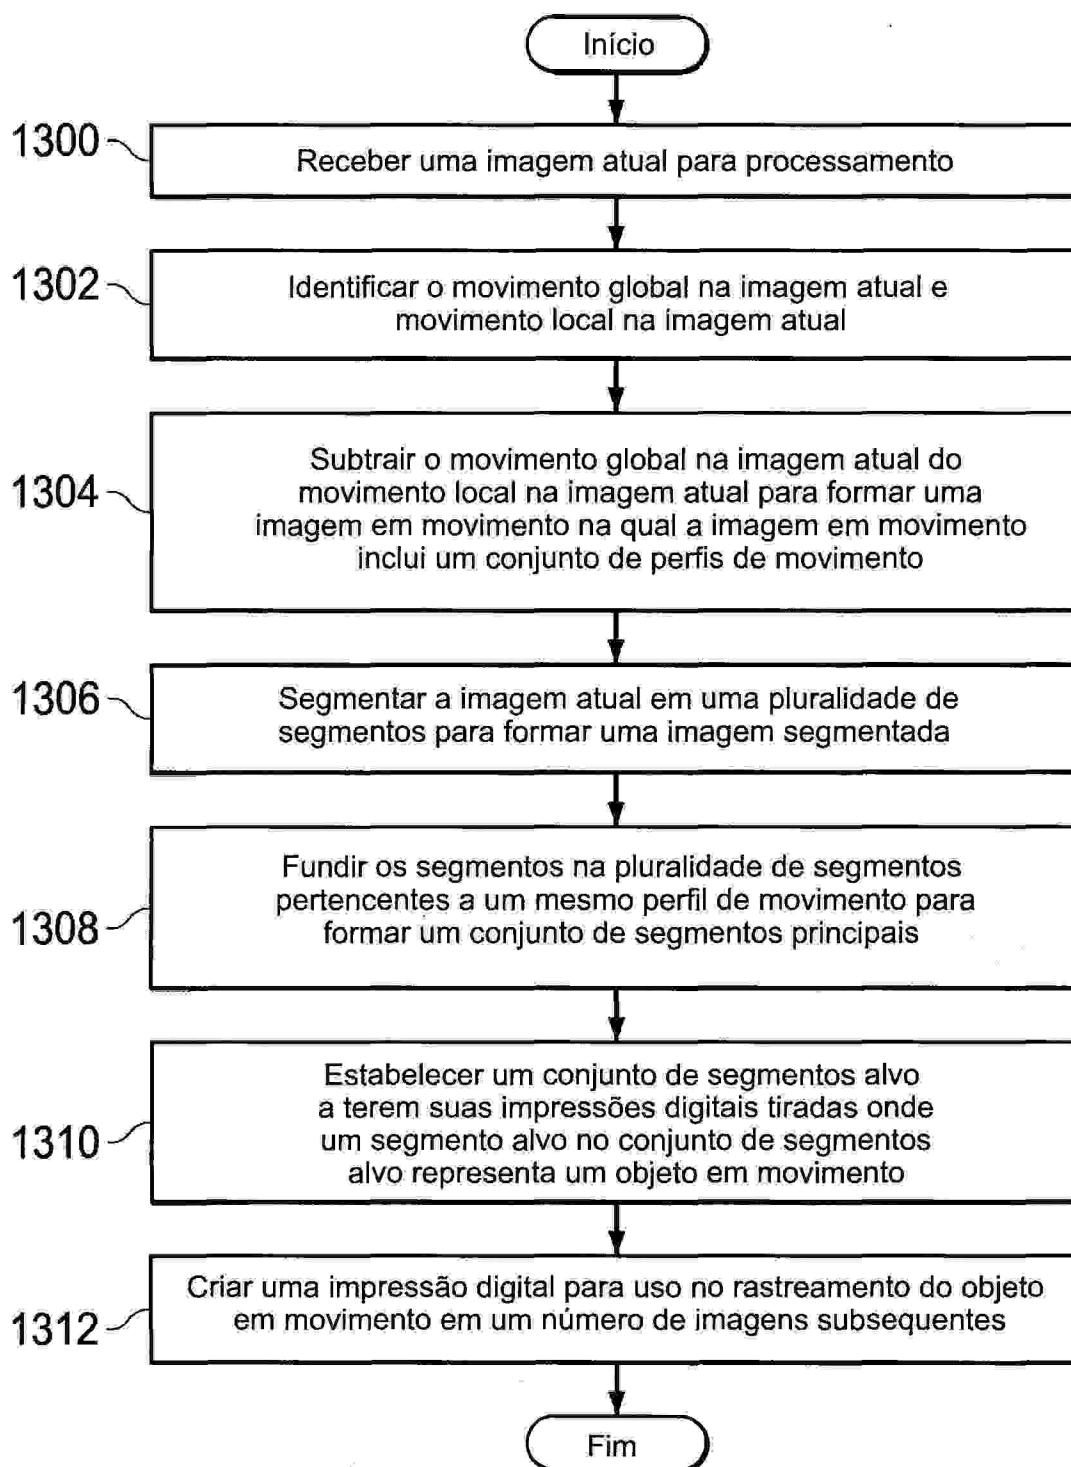 Início
1300
Receber uma imagem atual para processamento
1302
Identificar o movimento global na imagem atual e
movimento local na imagem atual
1304
Subtrair o movimento global na imagem atual do
movimento local na imagem atual para formar uma
imagem em movimento na qual a imagem em movimento
inclui um conjunto de perfis de movimento
1306
Segmentar a imagem atual em uma pluralidade de
segmentos para formar uma imagem segmentada
1308
Fundir os segmentos na pluralidade de segmentos
pertencentes a um mesmo perfil de movimento para
formar um conjunto de segmentos principais
1310
Estabelecer um conjunto de segmentos alvo
a terem suas impressões digitais tiradas onde
um segmento alvo no conjunto de segmentos
alvo representa um objeto em movimento
1312
Criar uma impressão digital para uso no rastreamento do objeto
em movimento em um número de imagens subsequentes
Fim